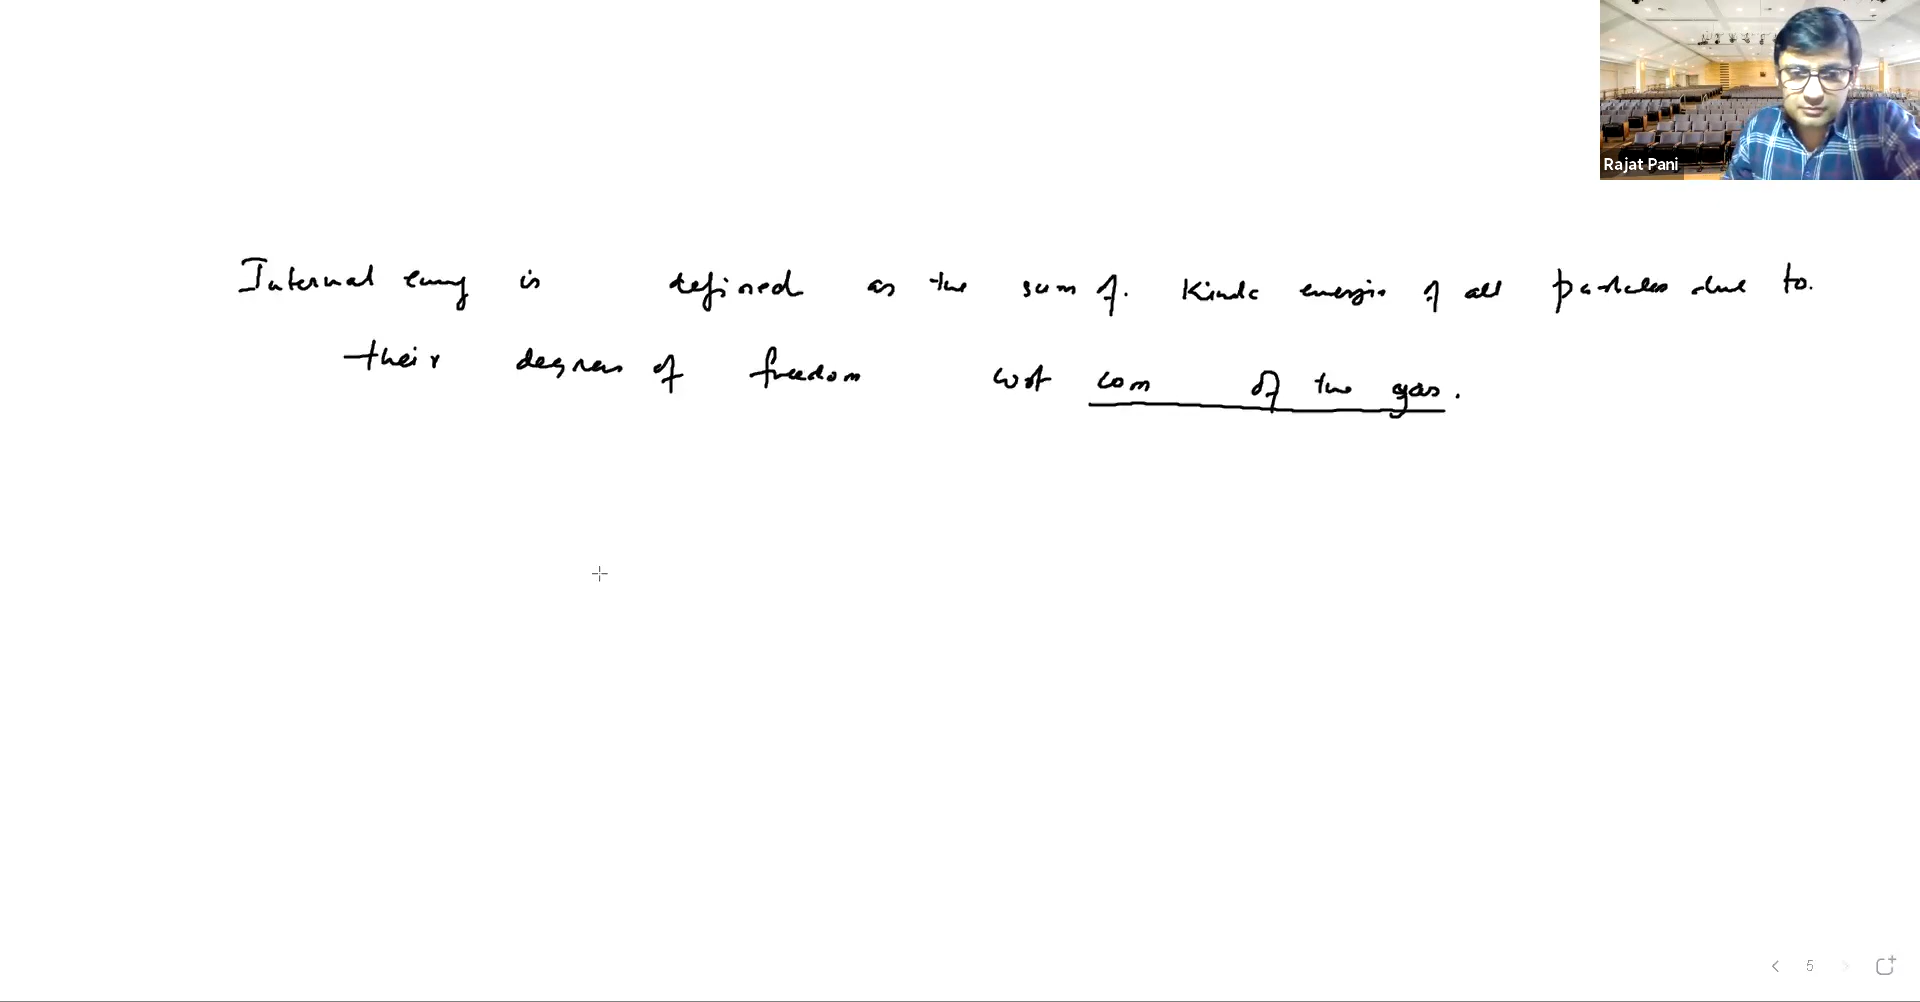 Rajat Pani
Internal energy is defined as the sum of. Kinetic energies of all particles due to.
their degrees of freedom wrt com of the gas.
5